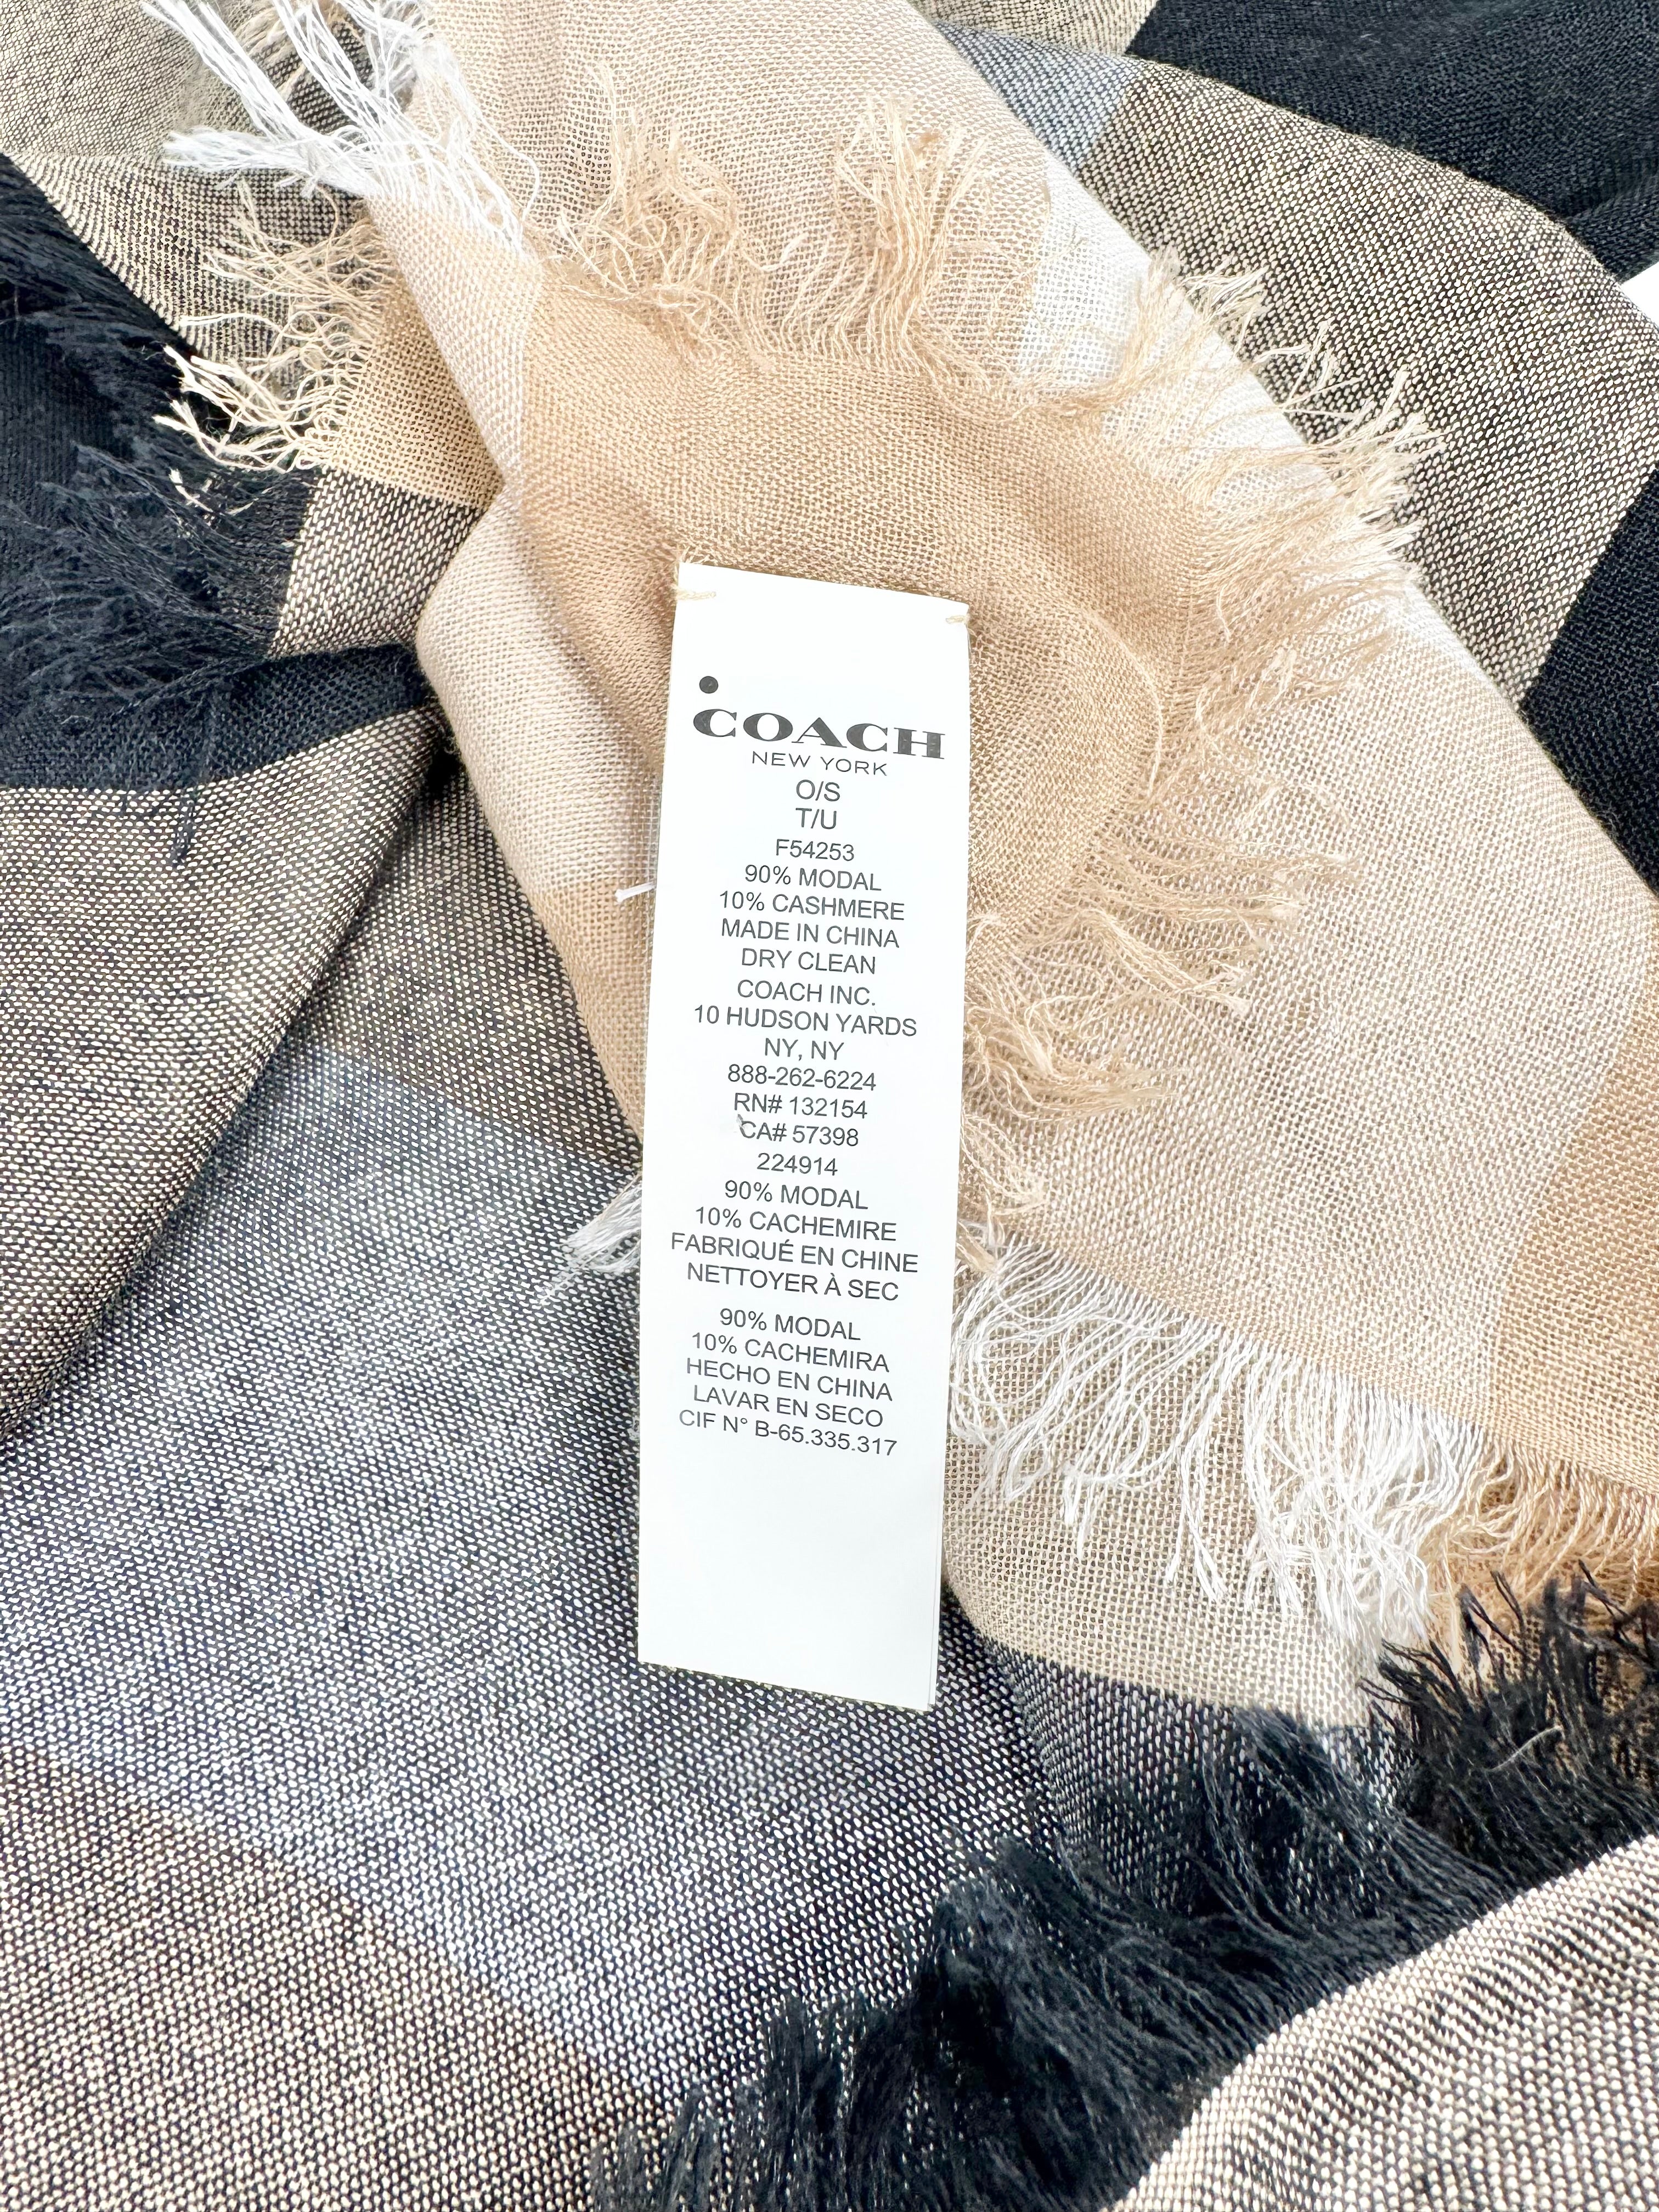 COACH
NEW YORK
O/S
T/U
F54253
90% MODAL
10% CASHMERE
MADE IN CHINA
DRY CLEAN
COACH INC.
10 HUDSON YARDS
NY, NY
888-262-6224
RN# 132154
CA# 57398
224914
90% MODAL
10% CACHEMIRE
FABRIQUÉ EN CHINE
NETTOYER À SEC
90% MODAL
10% CACHEMIRA
HECHO EN CHINA
LAVAR EN SECO
CIF N° B-65.335.317